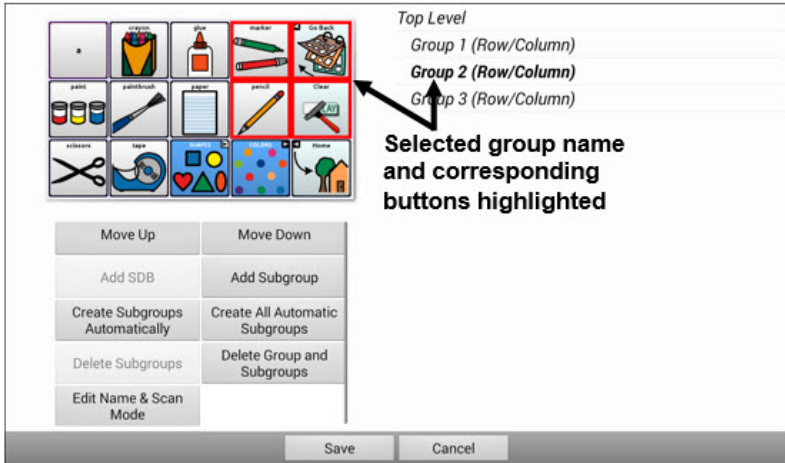 a
crayon
glue
marker
Go Back
paint
paintbrush
paper
pencil
Clear
scissors
tape
SHAPES
COLORS
Home
Top Level
Group 1 (Row/Column)
Group 2 (Row/Column)
Group 3 (Row/Column)
Selected group name
and corresponding
buttons highlighted
Move Up
Move Down
Add SDB
Add Subgroup
Create Subgroups
Automatically
Create All Automatic
Subgroups
Delete Subgroups
Delete Group and
Subgroups
Edit Name & Scan
Mode
Save
Cancel